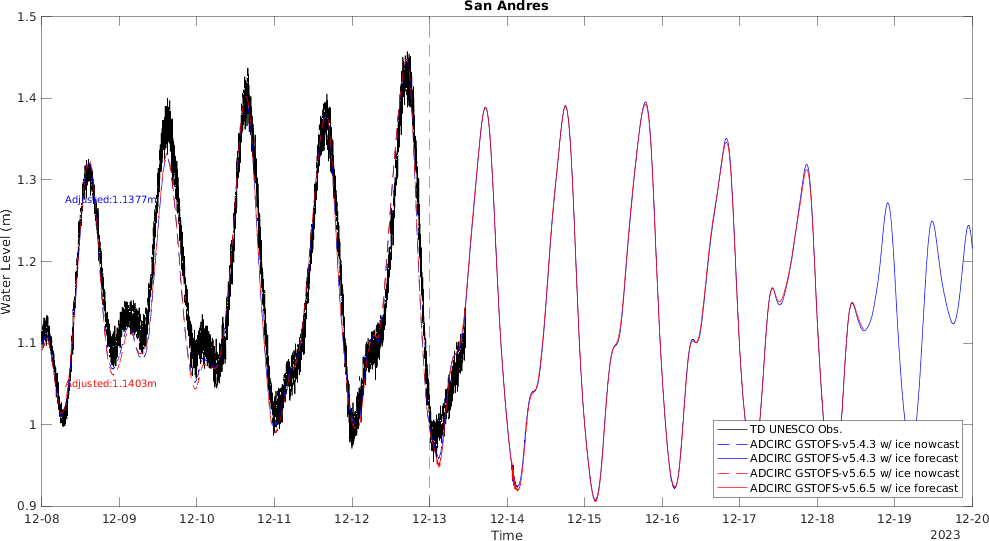 San Andres
Water Level (m)
1.5
1.4
1.3
1.2
1.1
1
0.9
Adjusted:1.1377m
Adjusted:1.1403m
TD UNESCO Obs.
ADCIRC GSTOFS-v5.4.3 w/ ice nowcast
ADCIRC GSTOFS-v5.4.3 w/ ice forecast
ADCIRC GSTOFS-v5.6.5 w/ ice nowcast
ADCIRC GSTOFS-v5.6.5 w/ ice forecast
12-08 12-09 12-10 12-11 12-12 12-13 12-14 12-15 12-16 12-17 12-18 12-19 12-20
Time
2023